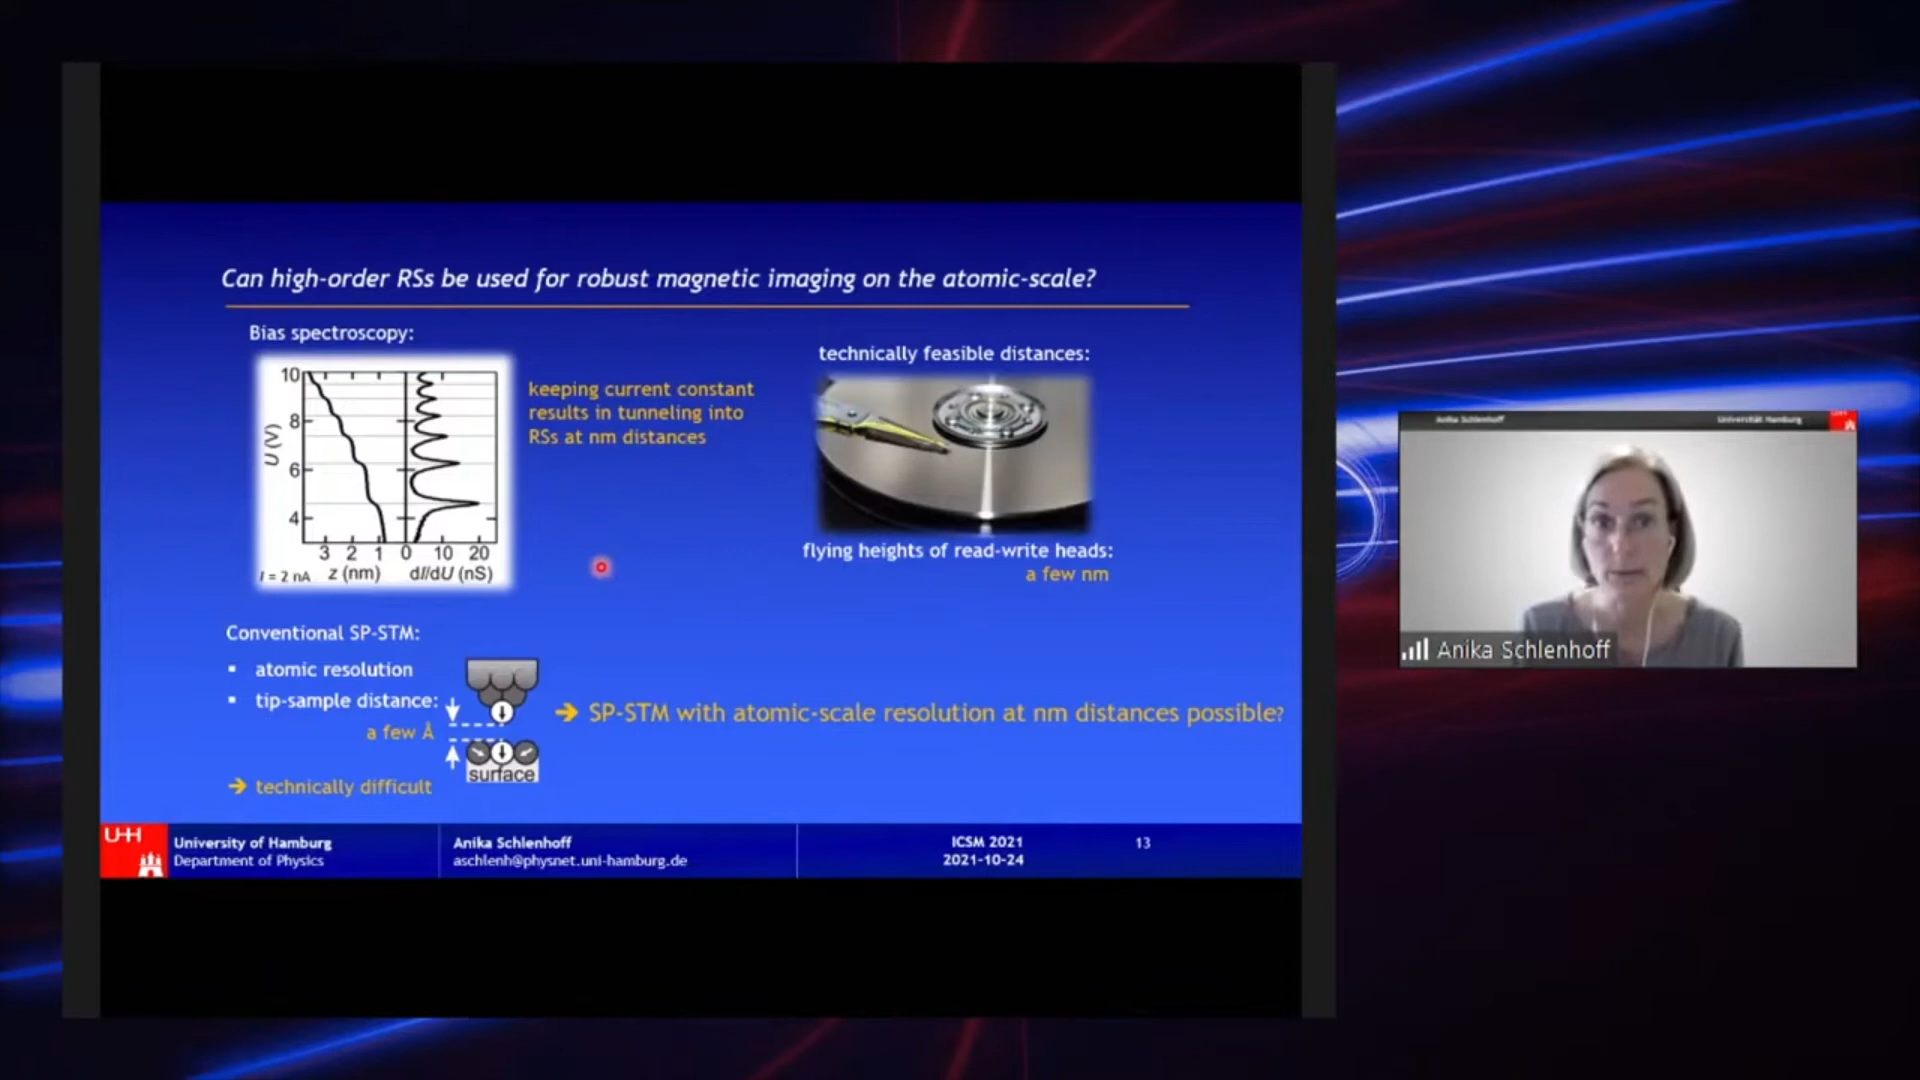 Can high-order RSs be used for robust magnetic imaging on the atomic-scale?
Bias spectroscopy:
10
8
6
4
U (V)
3 2 1 0 10 20
I = 2 nA z (nm) dI/dU (nS)
keeping current constant
results in tunneling into
RSs at nm distances
technically feasible distances:
flying heights of read-write heads:
a few nm
Conventional SP-STM:
▪ atomic resolution
▪ tip-sample distance:
a few Å
surface
➔ technically difficult
➔ SP-STM with atomic-scale resolution at nm distances possible?
UHH
University of Hamburg
Department of Physics
Anika Schlenhoff
aschlenh@physnet.uni-hamburg.de
ICSM 2021
2021-10-24
13
Anika Schlenhoff
Universität Hamburg
Anika Schlenhoff